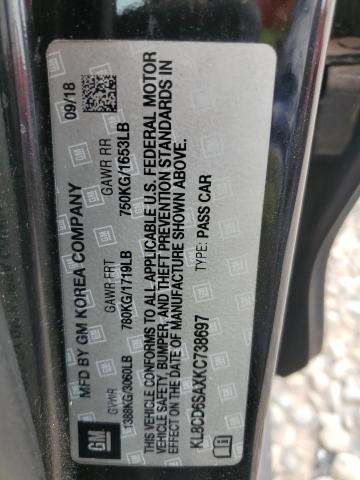 MFD BY GM KOREA COMPANY 09/18
GVWR GAWR FRT GAWR RR
1388KG/3060LB 780KG/1719LB 750KG/1653LB
THIS VEHICLE CONFORMS TO ALL APPLICABLE U.S. FEDERAL MOTOR
VEHICLE SAFETY, BUMPER, AND THEFT PREVENTION STANDARDS IN
EFFECT ON THE DATE OF MANUFACTURE SHOWN ABOVE.
KL8CD6SAXKC738697 TYPE: PASS CAR
GM